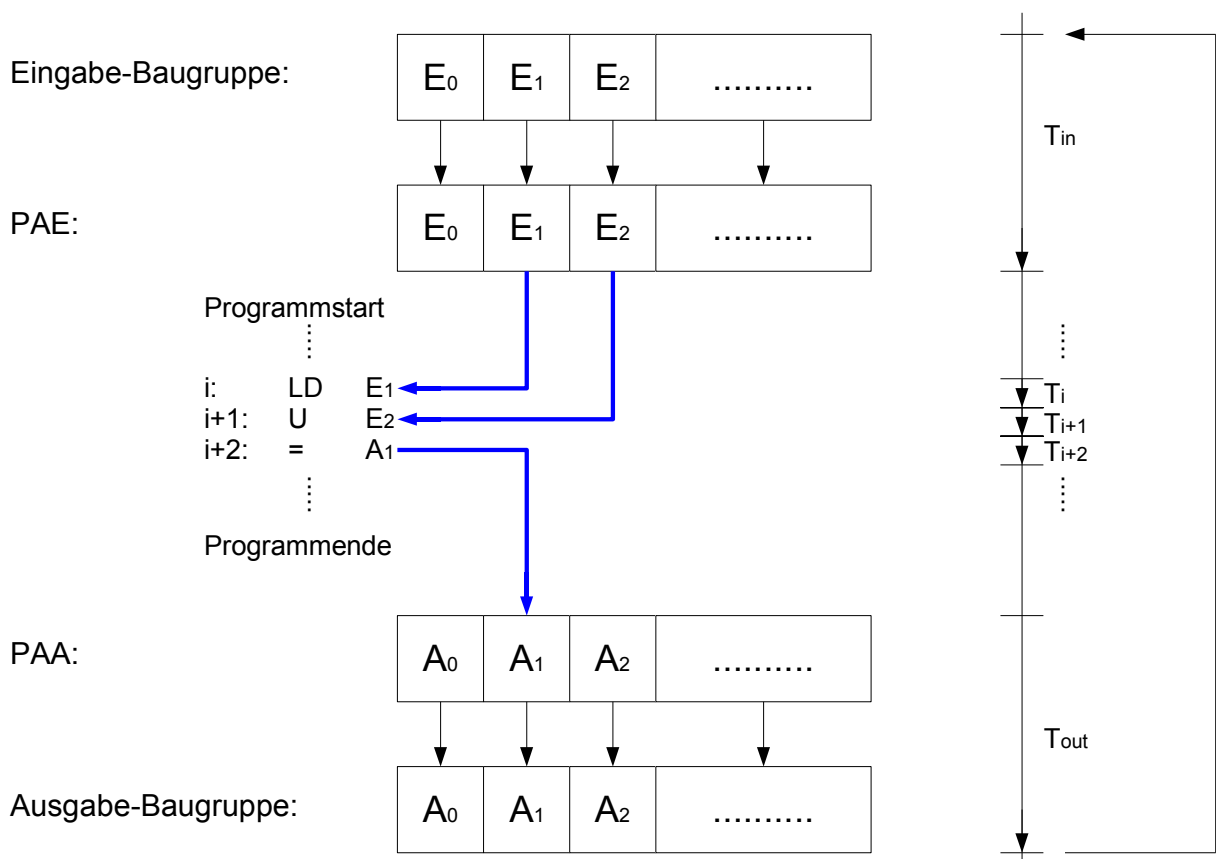 Eingabe-Baugruppe: E0 E1 E2 ..........
Tin
PAE: E0 E1 E2 ..........
Programmstart
i: LD E1
Ti
i+1: U E2
Ti+1
i+2: = A1
Ti+2
Programmende
PAA: A0 A1 A2 ..........
Tout
Ausgabe-Baugruppe: A0 A1 A2 ..........